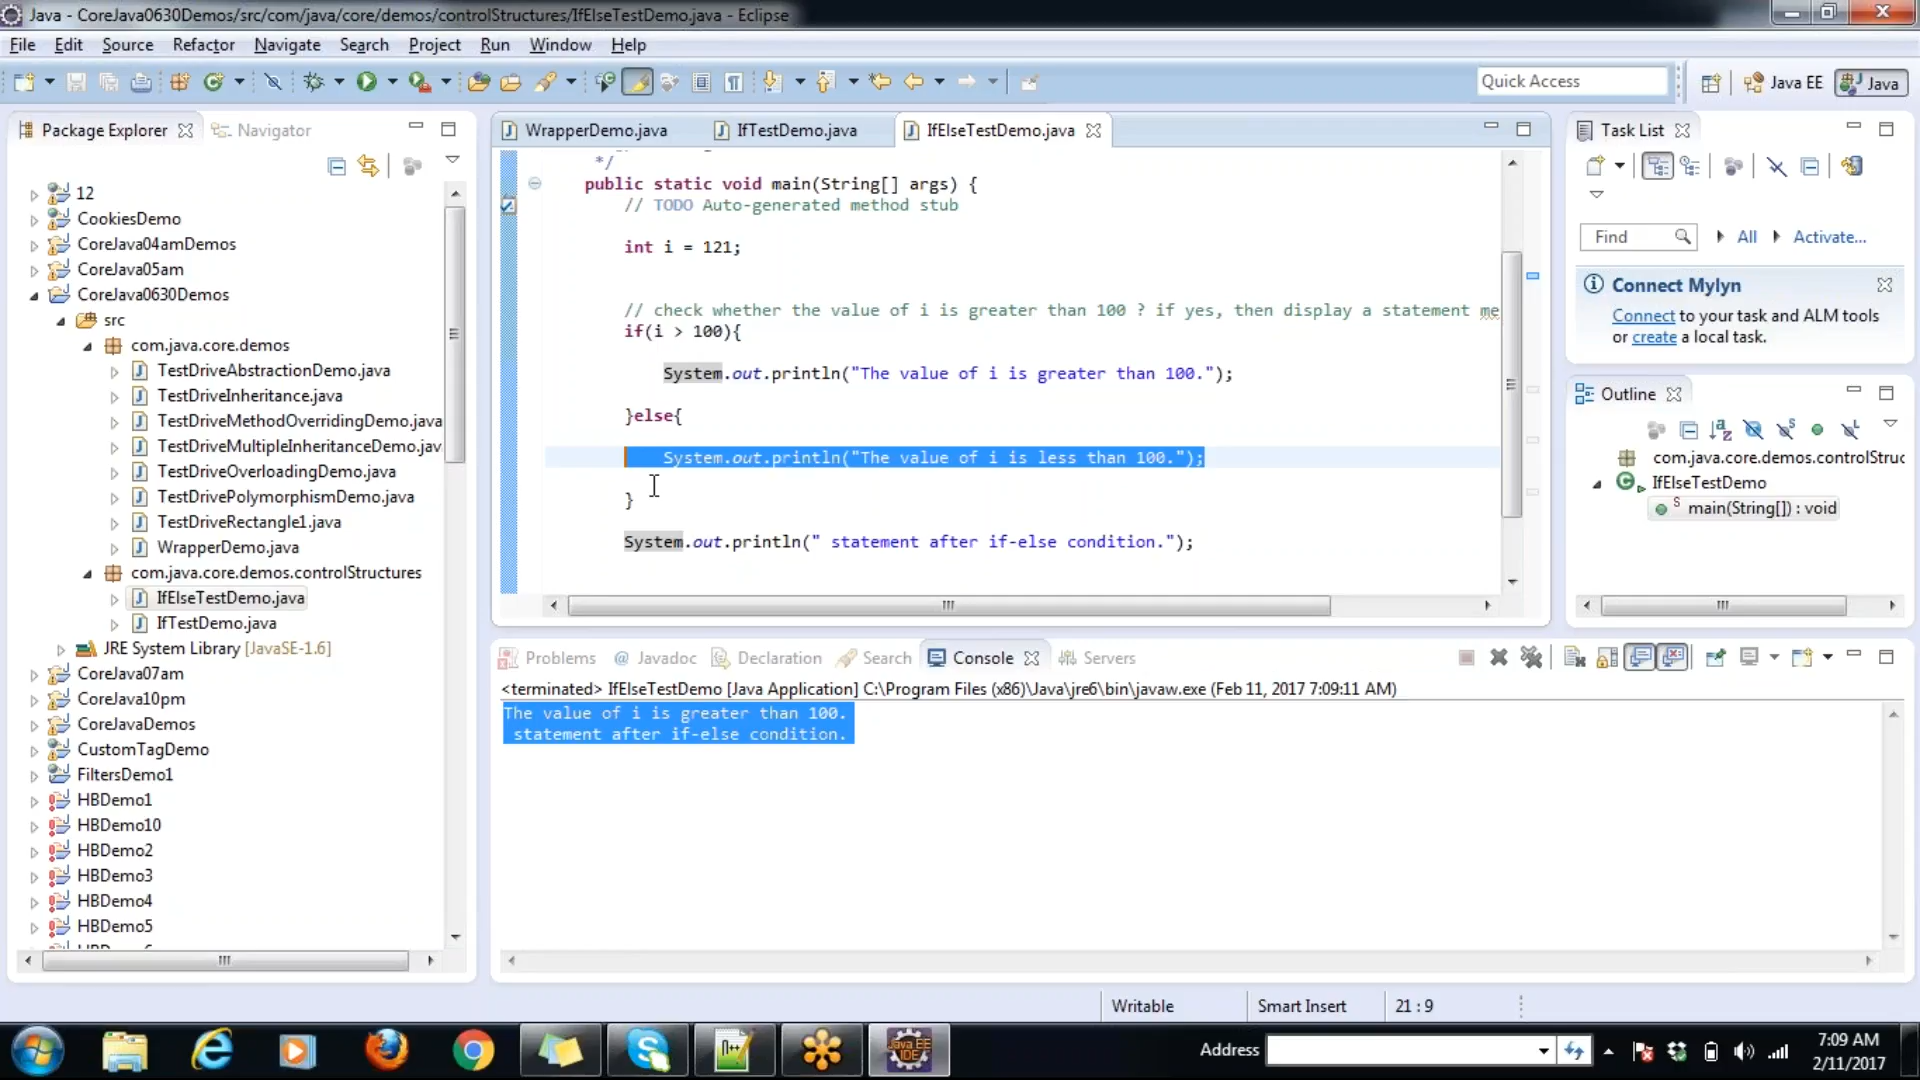 Java - CoreJava0630Demos/src/com/java/core/demos/controlStructures/IfElseTestDemo.java - Eclipse
File Edit Source Refactor Navigate Search Project Run Window Help
Quick Access
Java EE
Java
Package Explorer
Navigator
12
CookiesDemo
CoreJava04amDemos
CoreJava05am
CoreJava0630Demos
src
com.java.core.demos
TestDriveAbstractionDemo.java
TestDriveInheritance.java
TestDriveMethodOverridingDemo.java
TestDriveMultipleInheritanceDemo.jav
TestDriveOverloadingDemo.java
TestDrivePolymorphismDemo.java
TestDriveRectangle1.java
WrapperDemo.java
com.java.core.demos.controlStructures
IfElseTestDemo.java
IfTestDemo.java
JRE System Library [JavaSE-1.6]
CoreJava07am
CoreJava10pm
CoreJavaDemos
CustomTagDemo
FiltersDemo1
HBDemo1
HBDemo10
HBDemo2
HBDemo3
HBDemo4
HBDemo5
WrapperDemo.java
IfTestDemo.java
IfElseTestDemo.java
*/
public static void main(String[] args) {
// TODO Auto-generated method stub
int i = 121;
// check whether the value of i is greater than 100 ? if yes, then display a statement me
if(i > 100){
System.out.println("The value of i is greater than 100.");
}else{
System.out.println("The value of i is less than 100.");
}
System.out.println(" statement after if-else condition.");
Task List
Find
All
Activate...
Connect Mylyn
Connect to your task and ALM tools
or create a local task.
Outline
com.java.core.demos.controlStruc
IfElseTestDemo
main(String[]) : void
Problems
@ Javadoc
Declaration
Search
Console
Servers
<terminated> IfElseTestDemo [Java Application] C:\Program Files (x86)\Java\jre6\bin\javaw.exe (Feb 11, 2017 7:09:11 AM)
The value of i is greater than 100.
statement after if-else condition.
Writable
Smart Insert
21 : 9
Java EE
IDE
Address
7:09 AM
2/11/2017